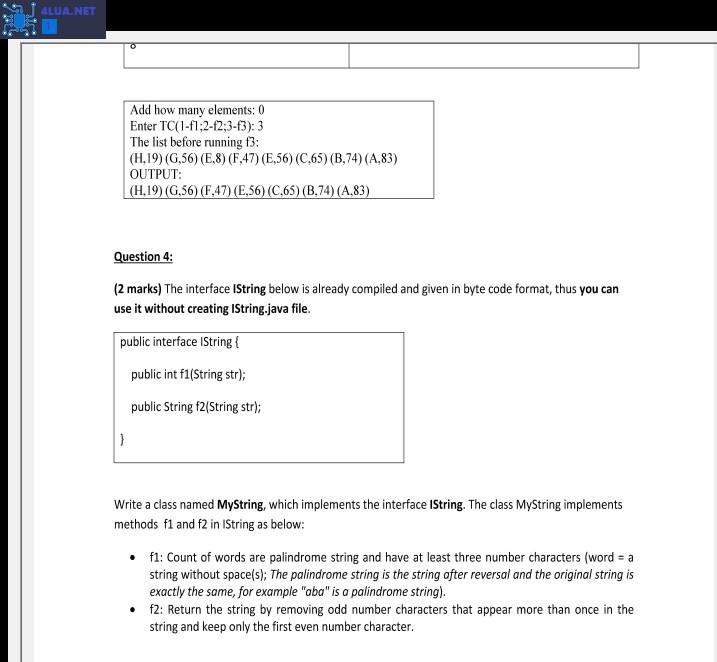 4LUA.NET
1
Add how many elements: 0
Enter TC(1-f1;2-f2;3-f3): 3
The list before running f3:
(H,19) (G,56) (E,8) (F,47) (E,56) (C,65) (B,74) (A,83)
OUTPUT:
(H,19) (G,56) (F,47) (E,56) (C,65) (B,74) (A,83)
Question 4:
(2 marks) The interface IString below is already compiled and given in byte code format, thus you can
use it without creating IString.java file.
public interface IString {
public int f1(String str);
public String f2(String str);
}
Write a class named MyString, which implements the interface IString. The class MyString implements
methods f1 and f2 in IString as below:
• f1: Count of words are palindrome string and have at least three number characters (word = a
string without space(s); The palindrome string is the string after reversal and the original string is
exactly the same, for example "aba" is a palindrome string).
• f2: Return the string by removing odd number characters that appear more than once in the
string and keep only the first even number character.